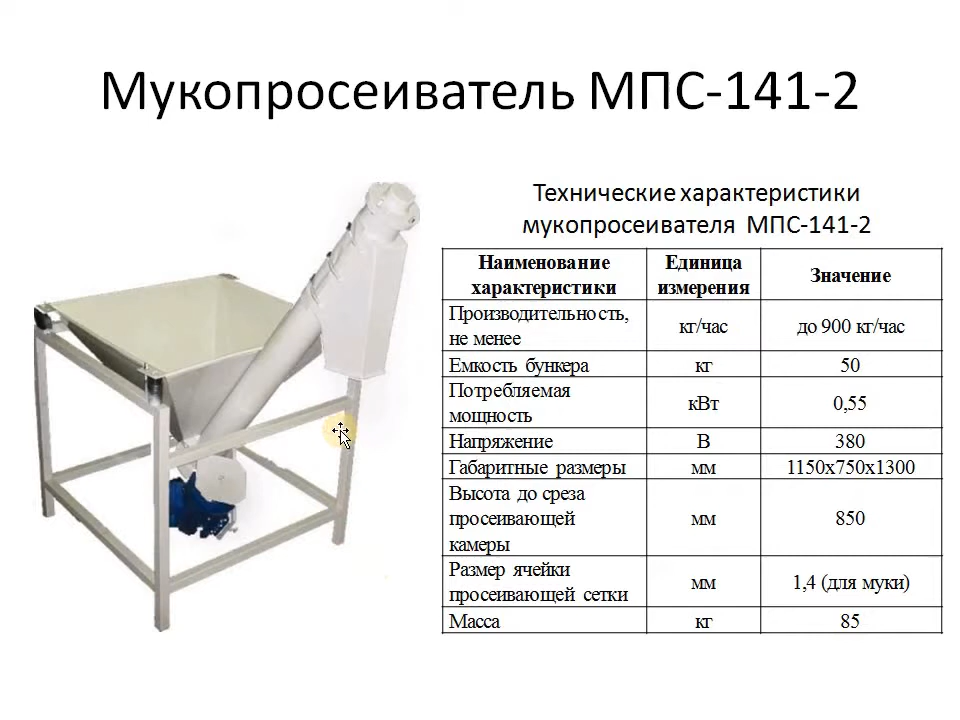 Мукопросеиватель МПС-141-2
Технические характеристики
мукопросеивателя МПС-141-2
Наименование характеристики Единица измерения Значение
Производительность, не менее кг/час до 900 кг/час
Емкость бункера кг 50
Потребляемая мощность кВт 0,55
Напряжение В 380
Габаритные размеры мм 1150х750х1300
Высота до среза просеивающей камеры мм 850
Размер ячейки просеивающей сетки мм 1,4 (для муки)
Масса кг 85